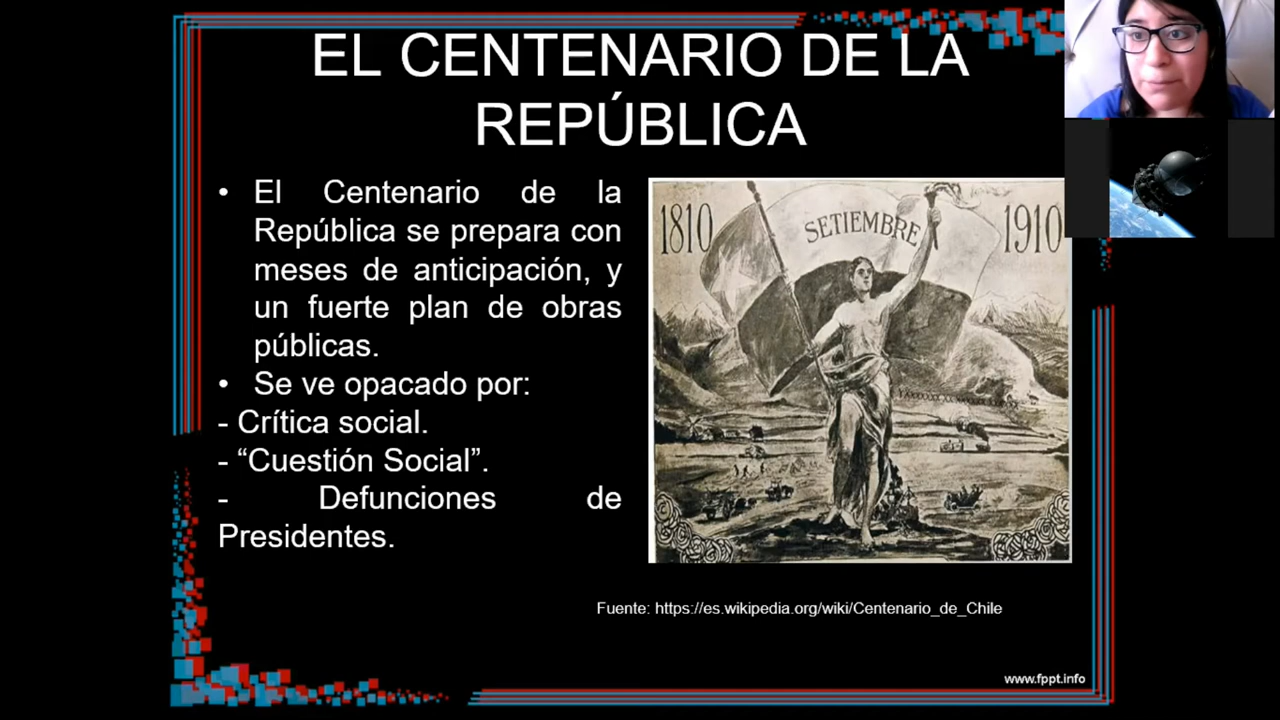 EL CENTENARIO DE LA
REPÚBLICA
• El Centenario de la
República se prepara con
meses de anticipación, y
un fuerte plan de obras
públicas.
• Se ve opacado por:
- Crítica social.
- “Cuestión Social”.
- Defunciones de
Presidentes.
1810
SETIEMBRE
1910
Fuente: https://es.wikipedia.org/wiki/Centenario_de_Chile
www.fppt.info